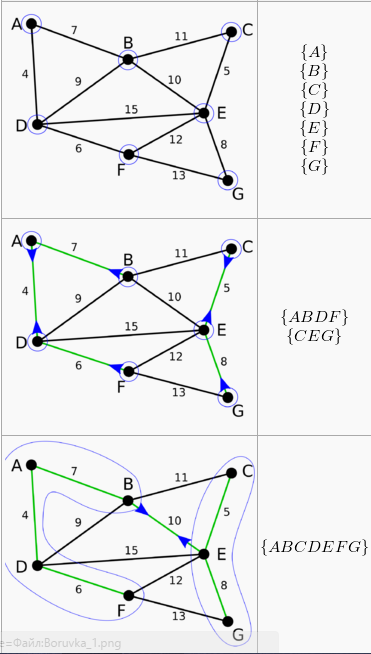 A
7
B
11
C
4
9
10
5
D
15
E
6
12
8
F
13
G
{A}
{B}
{C}
{D}
{E}
{F}
{G}
A
7
B
11
C
4
9
10
5
D
15
E
6
12
8
F
13
G
{ABDF}
{CEG}
A
7
B
11
C
4
9
10
5
D
15
E
6
12
8
F
13
G
{ABCDEFG}
e=Файл:Boruvka_1.png